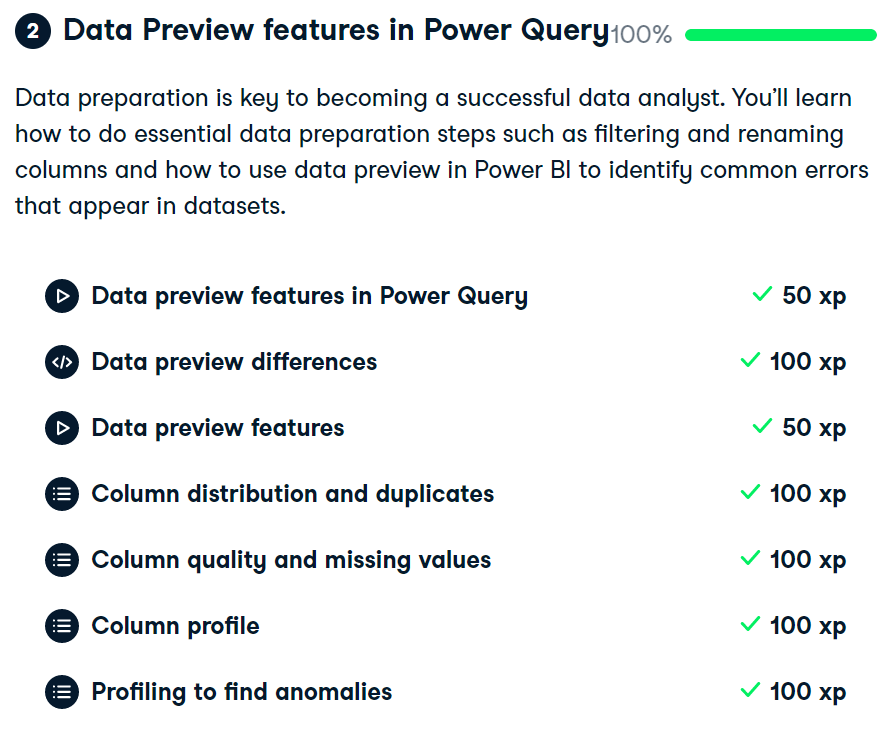 2 Data Preview features in Power Query 100%
Data preparation is key to becoming a successful data analyst. You'll learn
how to do essential data preparation steps such as filtering and renaming
columns and how to use data preview in Power BI to identify common errors
that appear in datasets.
Data preview features in Power Query 50 xp
</> Data preview differences 100 xp
Data preview features 50 xp
Column distribution and duplicates 100 xp
Column quality and missing values 100 xp
Column profile 100 xp
Profiling to find anomalies 100 xp